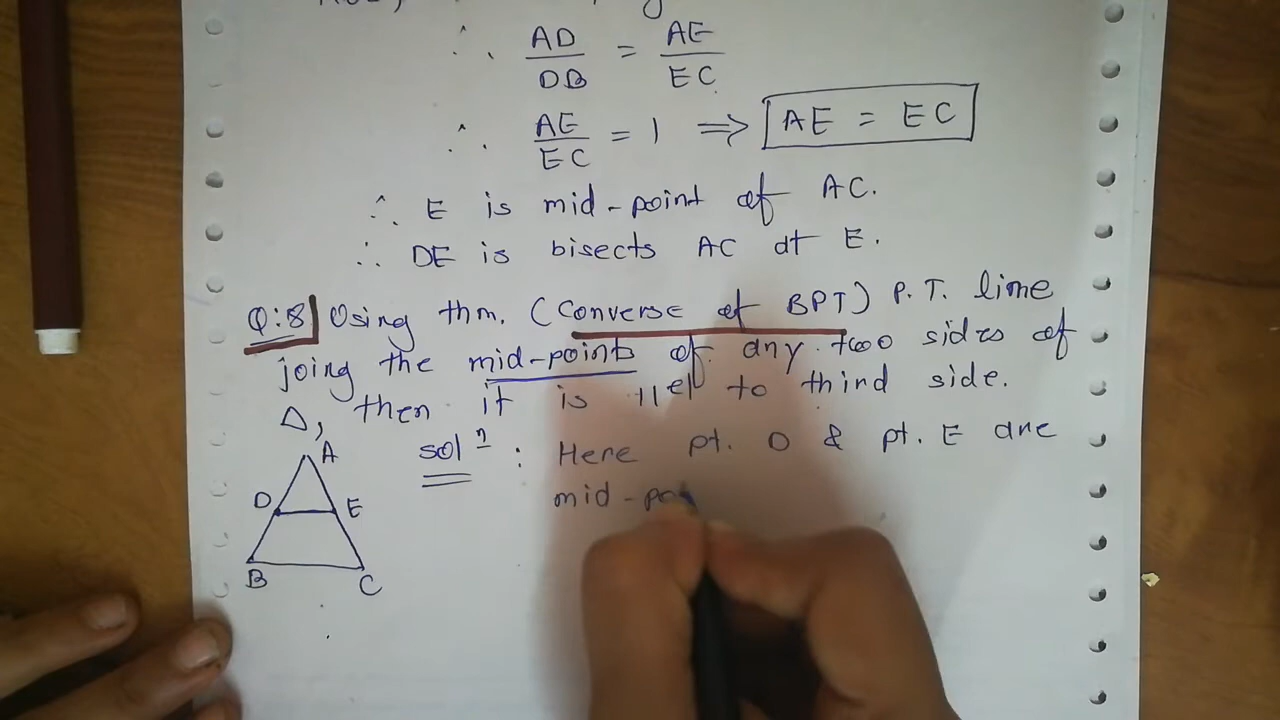 ∴ AD/DB = AE/EC
∴ AE/EC = 1 ⇒ AE = EC
∴ E is mid-point of AC.
∴ DE is bisects AC at E.
Q:8 Using thm. (Converse of BPT) P.T. line
joing the mid-points of any two sides of
Δ, then it is ||el to third side.
solⁿ : Here pt. D & pt. E are
mid-po
A
D E
B C